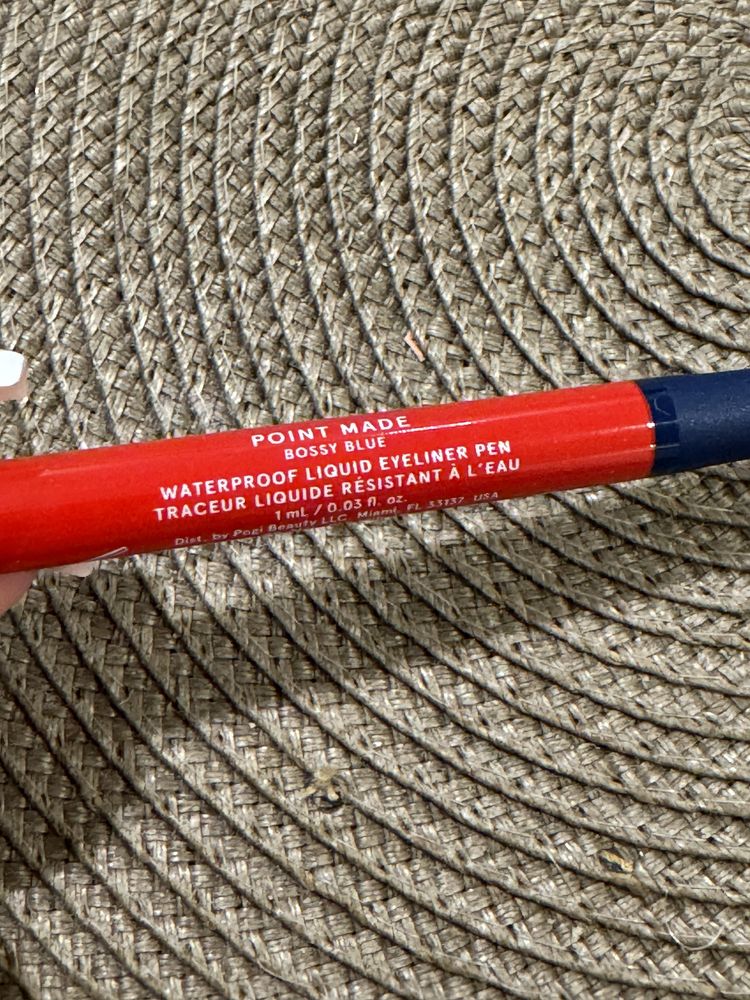 POINT MADE
BOSSY BLUE
WATERPROOF LIQUID EYELINER PEN
TRACEUR LIQUIDE RÉSISTANT À L'EAU
1 mL / 0.03 fl. oz.
Dist. by Pogi Beauty LLC, Miami, FL 33137 USA